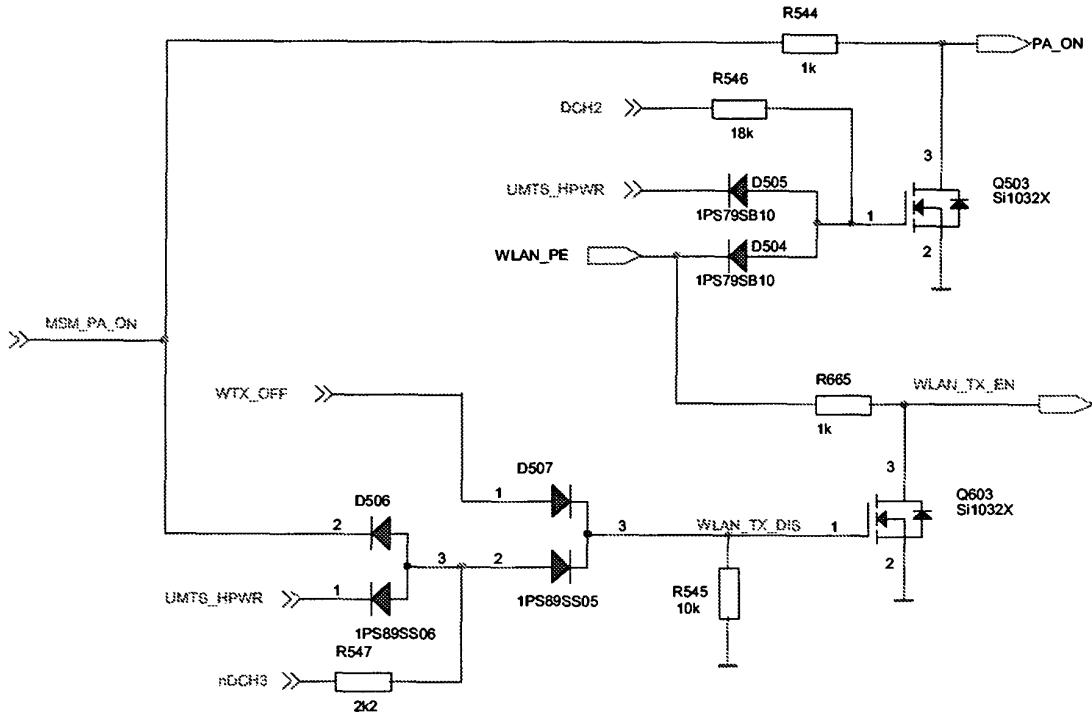 R544
PA_ON
1k
R546
DCH2
18k
3
D505
UMTS_HPWR
Q503
Si1032X
1PS79SB10
1
D504
WLAN_PE
2
1PS79SB10
MSM_PA_ON
R665
WLAN_TX_EN
WTX_OFF
1k
D507
3
1
Q603
Si1032X
D506
2
3
2
3
WLAN_TX_DIS
1
2
1
R545
10k
UMTS_HPWR
1PS89SS05
1PS89SS06
R547
nDCH3
2k2